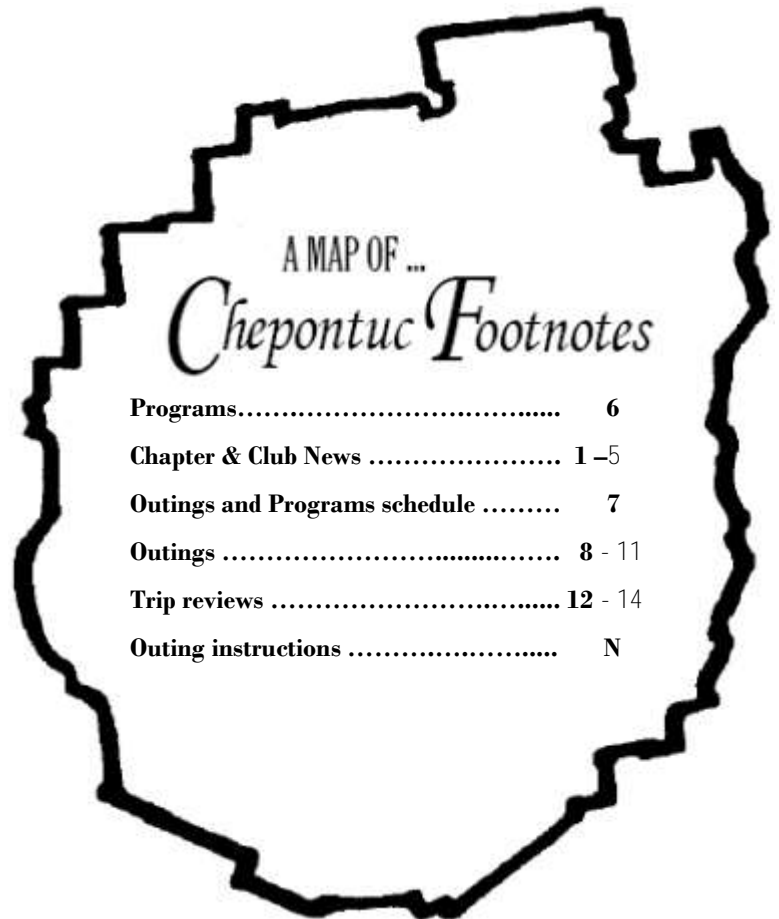 A MAP OF ...
Chepontuc Footnotes
Programs…….………………….……...... 6
Chapter & Club News …………………. 1 –5
Outings and Programs schedule ……… 7
Outings ……………………..........……. 8 - 11
Trip reviews …………………….…...... 12 - 14
Outing instructions ……….….……..... N